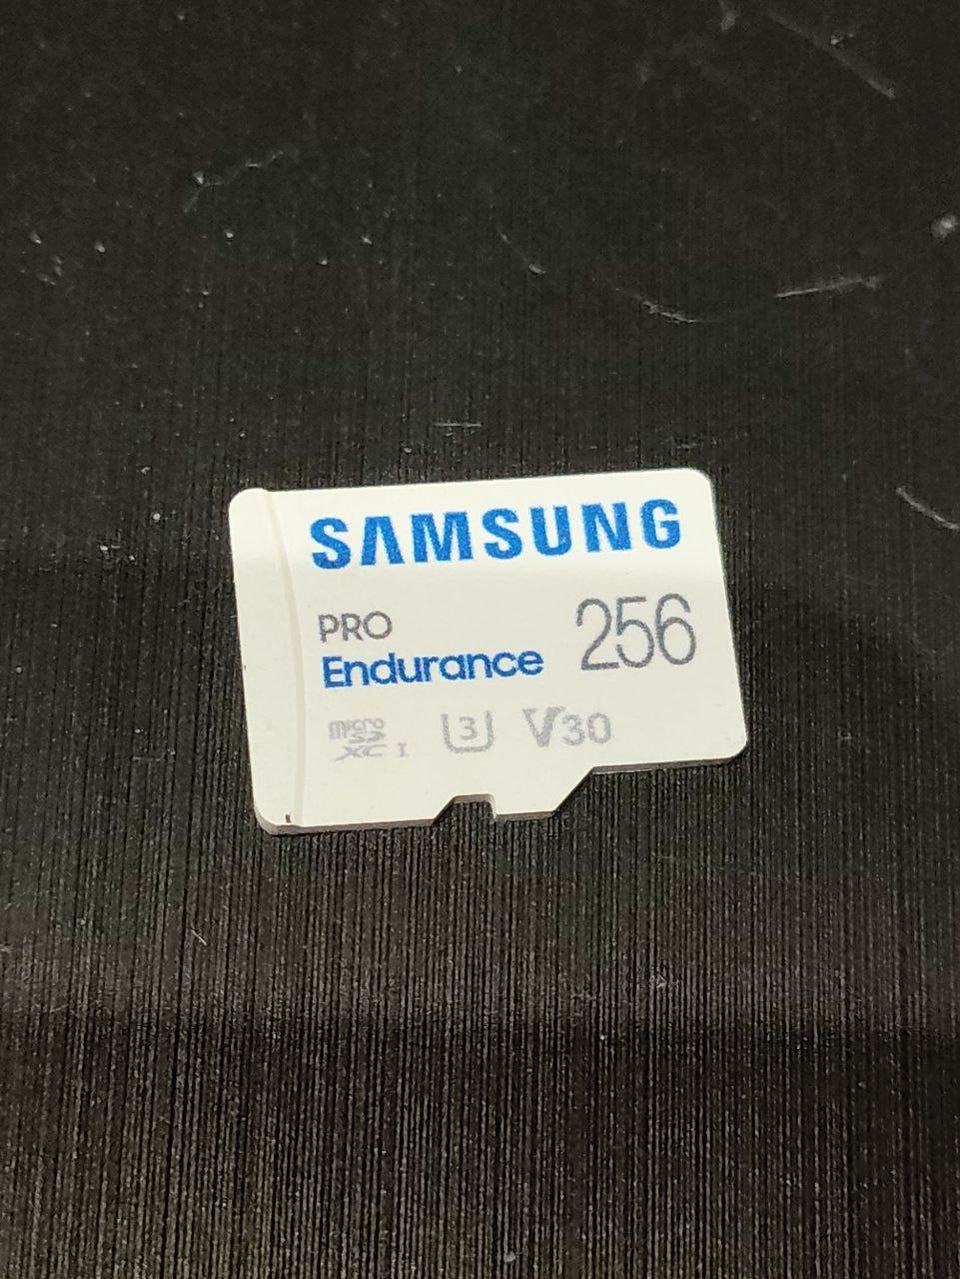 SAMSUNG
PRO
Endurance
256
micro
SD
XC I
3
V30